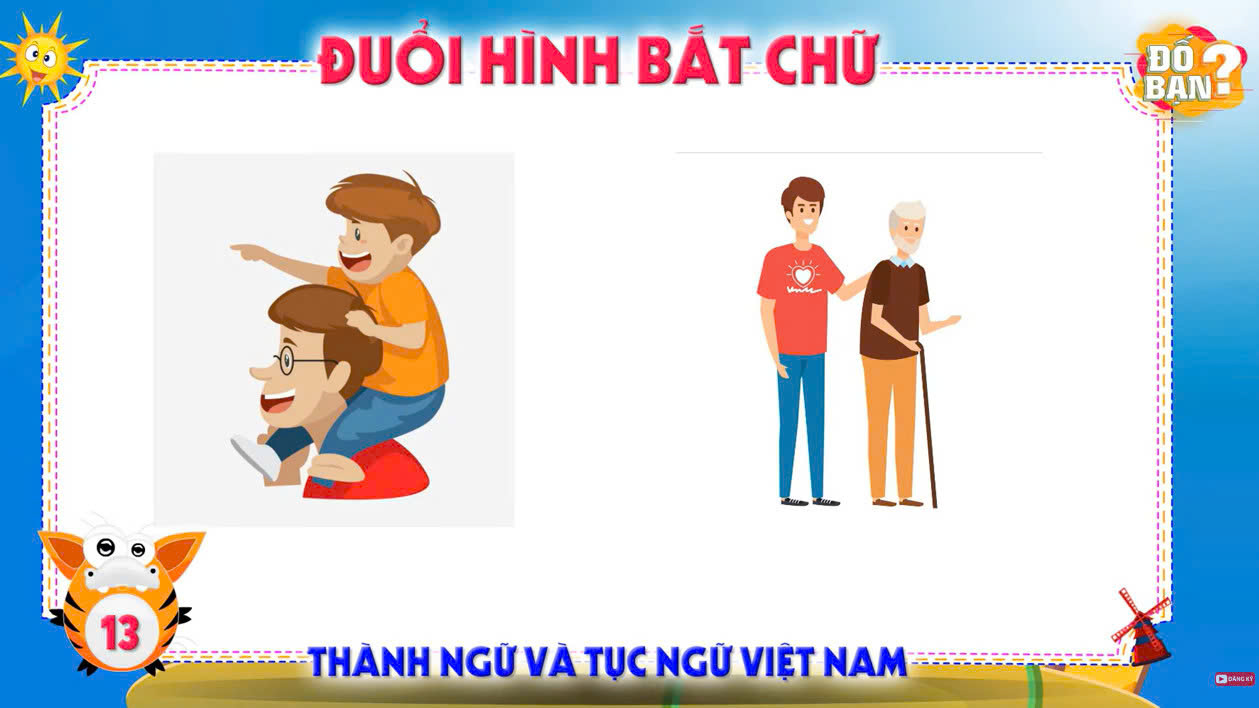 ĐUỔI HÌNH BẮT CHỮ
ĐỐ
BẠN?
13
THÀNH NGỮ VÀ TỤC NGỮ VIỆT NAM
ĐĂNG KÝ